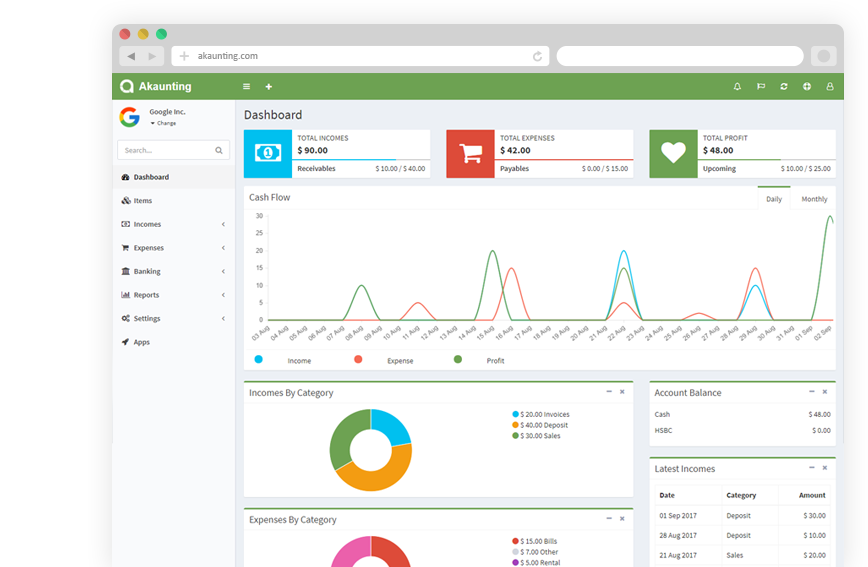 akaunting.com
Akaunting
Google Inc.
Change
Search...
Dashboard
Items
Incomes
Expenses
Banking
Reports
Settings
Apps
Dashboard
TOTAL INCOMES
$ 90.00
Receivables $ 10.00 / $ 40.00
TOTAL EXPENSES
$ 42.00
Payables $ 0.00 / $ 15.00
TOTAL PROFIT
$ 48.00
Upcoming $ 10.00 / $ 25.00
Cash Flow
Daily Monthly
30
25
20
15
10
5
0
03 Aug 04 Aug 05 Aug 06 Aug 07 Aug 08 Aug 09 Aug 10 Aug 11 Aug 12 Aug 13 Aug 14 Aug 15 Aug 16 Aug 17 Aug 18 Aug 19 Aug 20 Aug 21 Aug 22 Aug 23 Aug 24 Aug 25 Aug 26 Aug 27 Aug 28 Aug 29 Aug 30 Aug 31 Aug 01 Sep 02 Sep
Income Expense Profit
Incomes By Category
$ 20.00 Invoices
$ 40.00 Deposit
$ 30.00 Sales
Account Balance
Cash $ 48.00
HSBC $ 0.00
Latest Incomes
Date Category Amount
01 Sep 2017 Deposit $ 30.00
28 Aug 2017 Deposit $ 10.00
21 Aug 2017 Sales $ 20.00
Expenses By Category
$ 15.00 Bills
$ 7.00 Other
$ 5.00 Rental